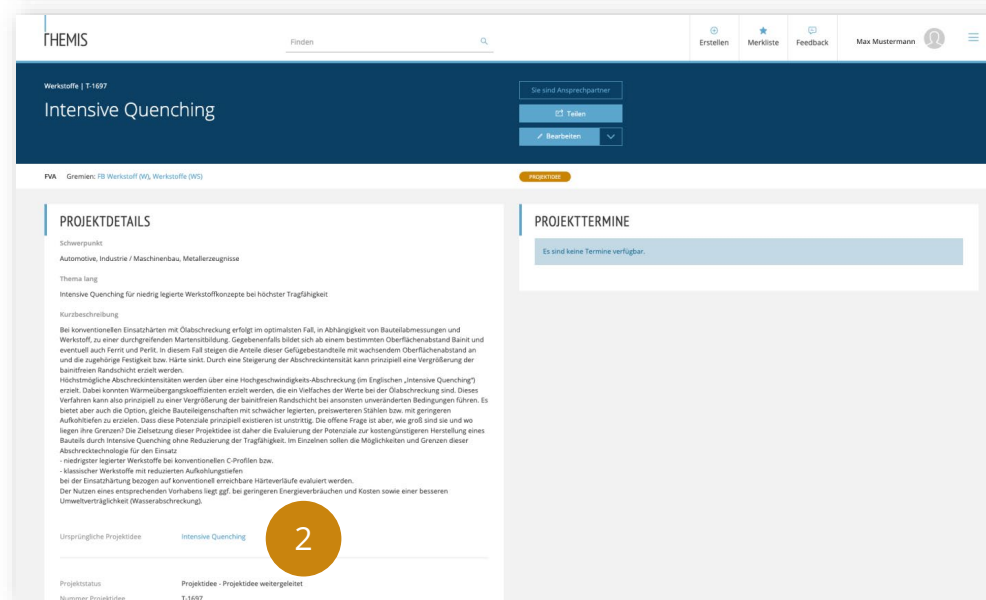 THEMIS
Finden
Erstellen
Merkliste
Feedback
Max Mustermann
Werkstoffe | T-1697
Intensive Quenching
Sie sind Ansprechpartner
Teilen
Bearbeiten
FVA Gremien: FB Werkstoff (W), Werkstoffe (WS)
PROJEKTIDEE
PROJEKTDETAILS
Schwerpunkt
Automotive, Industrie / Maschinenbau, Metallerzeugnisse
Thema lang
Intensive Quenching für niedrig legierte Werkstoffkonzepte bei höchster Tragfähigkeit
Kurzbeschreibung
Bei konventionellen Einsatzhärten mit Ölabschreckung erfolgt im optimalsten Fall, in Abhängigkeit von Bauteilabmessungen und
Werkstoff, zu einer durchgreifenden Martensitbildung. Gegebenenfalls bildet sich ab einem bestimmten Oberflächenabstand Bainit und
eventuell auch Ferrit und Perlit. In diesem Fall steigen die Anteile dieser Gefügebestandteile mit wachsendem Oberflächenabstand an
und die zugehörige Festigkeit bzw. Härte sinkt. Durch eine Steigerung der Abschreckintensität kann prinzipiell eine Vergrößerung der
bainitfreien Randschicht erzielt werden.
Höchstmögliche Abschreckintensitäten werden über eine Hochgeschwindigkeits-Abschreckung (im Englischen „Intensive Quenching")
erzielt. Dabei konnten Wärmeübergangskoeffizienten erzielt werden, die ein Vielfaches der Werte bei der Ölabschreckung sind. Dieses
Verfahren kann also prinzipiell zu einer Vergrößerung der bainitfreien Randschicht bei ansonsten unveränderten Bedingungen führen. Es
bietet aber auch die Option, gleiche Bauteileigenschaften mit schwächer legierten, preiswerteren Stählen bzw. mit geringeren
Aufkohltiefen zu erzielen. Dass diese Potenziale prinzipiell existieren ist unstrittig. Die offene Frage ist aber, wie groß sind sie und wo
liegen ihre Grenzen? Die Zielsetzung dieser Projektidee ist daher die Evaluierung der Potenziale zur kostengünstigeren Herstellung eines
Bauteils durch Intensive Quenching ohne Reduzierung der Tragfähigkeit. Im Einzelnen sollen die Möglichkeiten und Grenzen dieser
Abschrecktechnologie für den Einsatz
- niedrigster legierter Werkstoffe bei konventionellen C-Profilen bzw.
- klassischer Werkstoffe mit reduzierten Aufkohlungstiefen
bei der Einsatzhärtung bezogen auf konventionell erreichbare Härteverläufe evaluiert werden.
Der Nutzen eines entsprechenden Vorhabens liegt ggf. bei geringeren Energieverbräuchen und Kosten sowie einer besseren
Umweltverträglichkeit (Wasserabschreckung).
Ursprüngliche Projektidee Intensive Quenching
2
Projektstatus Projektidee - Projektidee weitergeleitet
Nummer Projektidee T-1697
PROJEKTTERMINE
Es sind keine Termine verfügbar.